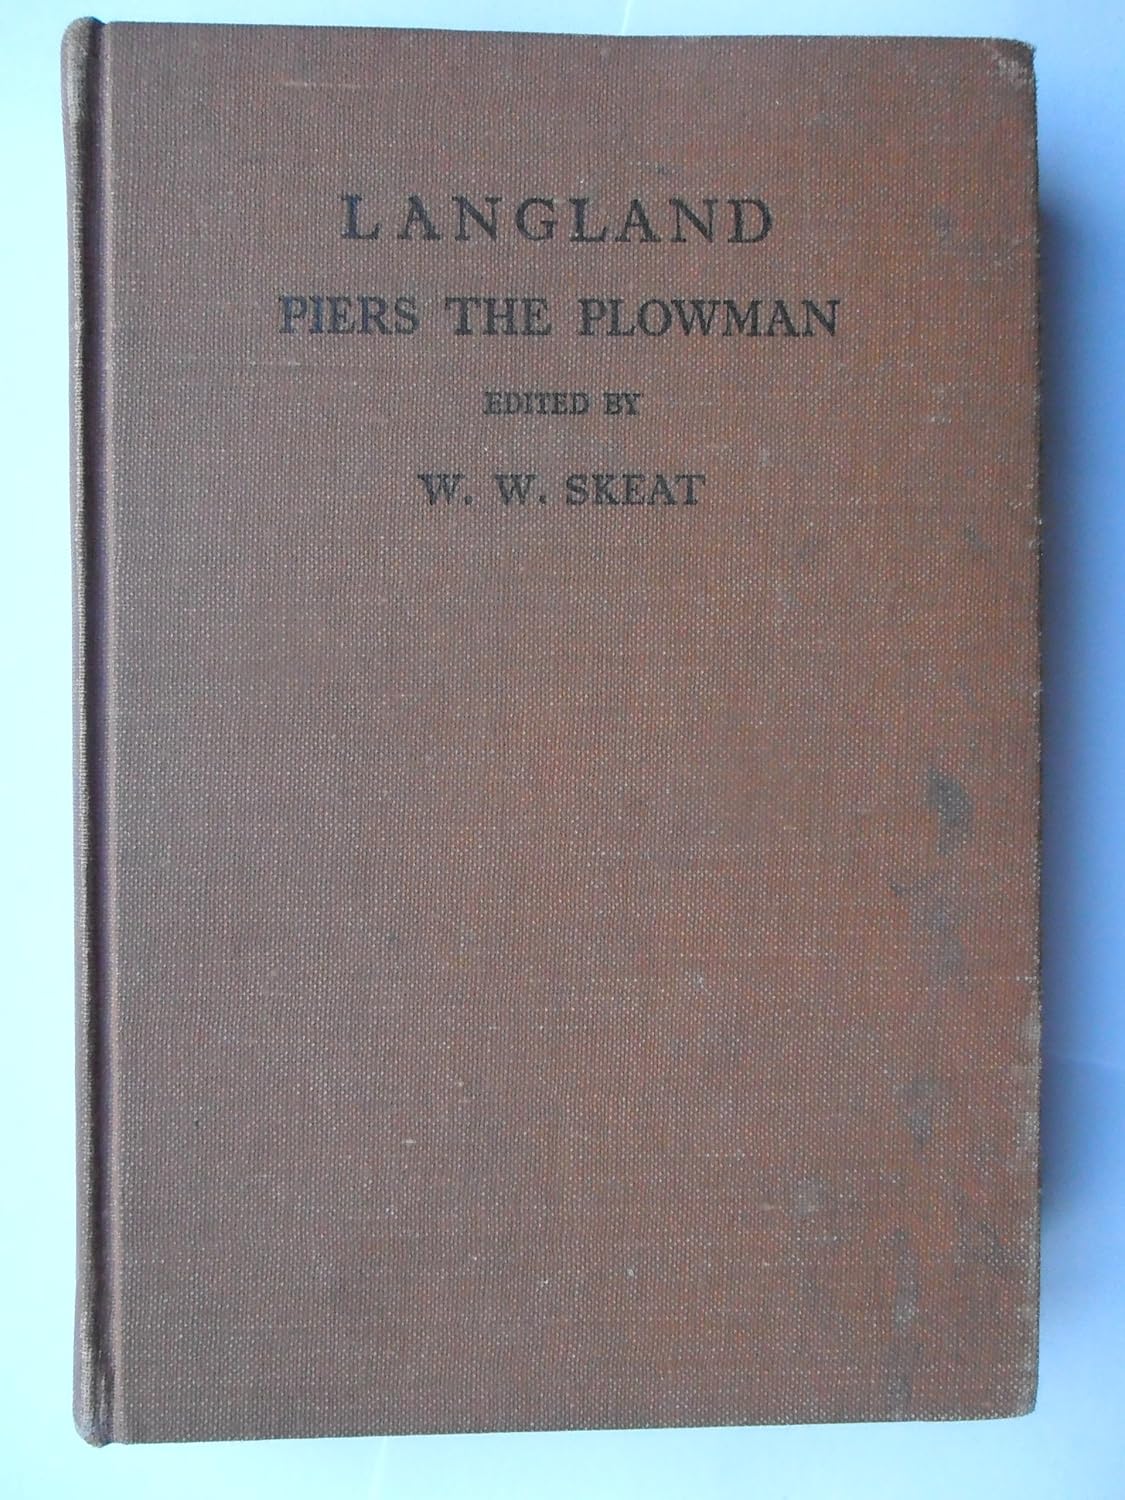 LANGLAND
PIERS THE PLOWMAN
EDITED BY
W. W. SKEAT